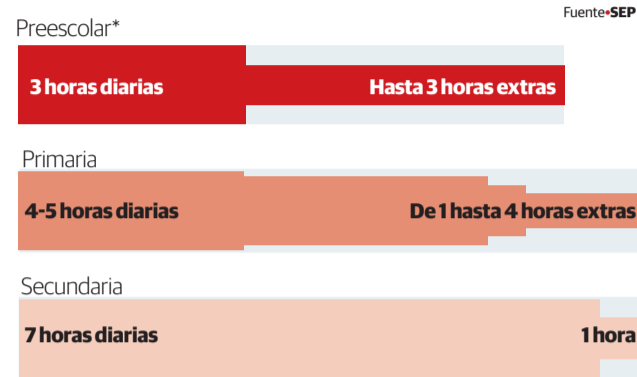 Fuente•SEP
Preescolar*
3 horas diarias Hasta 3 horas extras
Primaria
4-5 horas diarias De 1 hasta 4 horas extras
Secundaria
7 horas diarias 1 hora